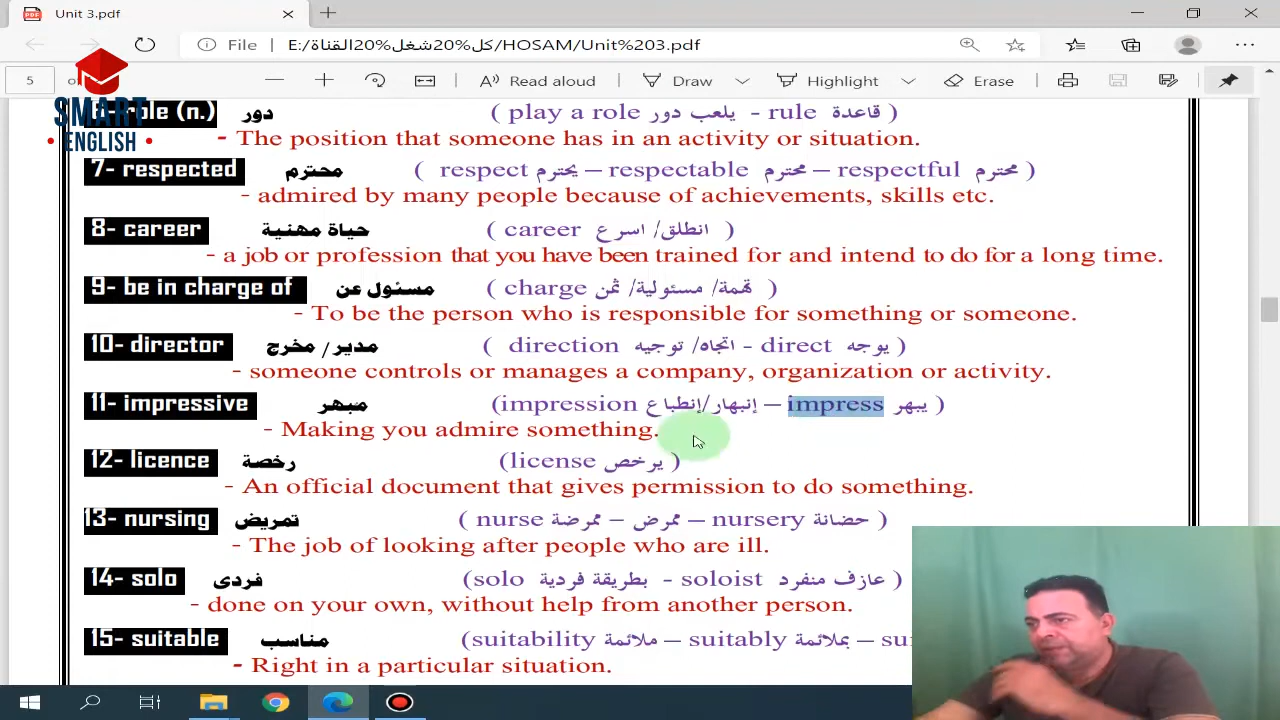 Unit 3.pdf
File E:/كل%20شغل%20القناة/HOSAM/Unit%203.pdf
5 Read aloud Draw Highlight Erase
SMART
ENGLISH
role (n.) دور ( play a role يلعب دور - rule قاعدة )
- The position that someone has in an activity or situation.
7- respected محترم ( respect يحترم – respectable محترم – respectful محترم )
- admired by many people because of achievements, skills etc.
8- career حياة مهنية ( career انطلق/ اسرع )
- a job or profession that you have been trained for and intend to do for a long time.
9- be in charge of مسئول عن ( charge تهمة/ مسئولية/ ثمن )
- To be the person who is responsible for something or someone.
10- director مدير / مخرج ( direction اتجاه/ توجيه - direct يوجه )
- someone controls or manages a company, organization or activity.
11- impressive مبهر (impression إنبهار/إنطباع – impress يبهر )
- Making you admire something.
12- licence رخصة (license يرخص )
- An official document that gives permission to do something.
13- nursing تمريض ( nurse ممرض – ممرضة – nursery حضانة )
- The job of looking after people who are ill.
14- solo فردى (solo بطريقة فردية - soloist عازف منفرد )
- done on your own, without help from another person.
15- suitable مناسب (suitability ملائمة – suitably بملائمة – su
- Right in a particular situation.